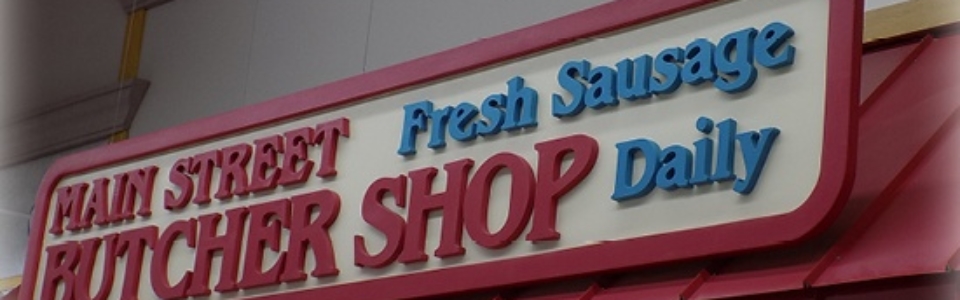 MAIN STREET
BUTCHER SHOP
Fresh Sausage
Daily